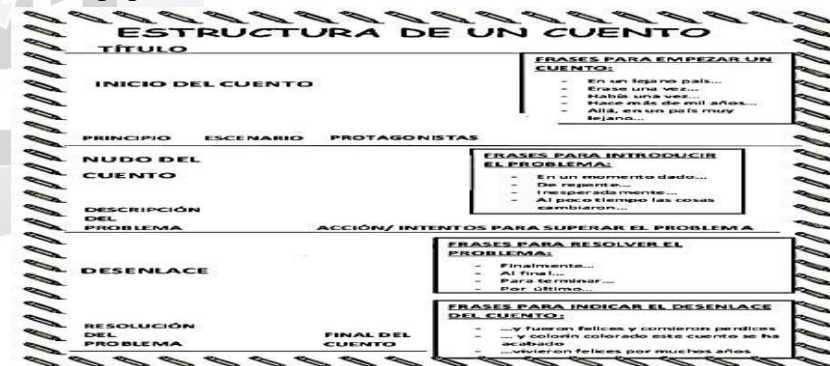 ESTRUCTURA DE UN CUENTO
TÍTULO
INICIO DEL CUENTO
FRASES PARA EMPEZAR UN
CUENTO:
- En un lejano país...
- Erase una vez...
- Había una vez...
- Hace más de mil años...
- Allá, en un país muy
lejano...
PRINCIPIO ESCENARIO PROTAGONISTAS
NUDO DEL
CUENTO
FRASES PARA INTRODUCIR
EL PROBLEMA:
- En un momento dado...
- De repente...
- Inesperadamente...
- Al poco tiempo las cosas
cambiaron...
DESCRIPCIÓN
DEL
PROBLEMA
ACCIÓN/ INTENTOS PARA SUPERAR EL PROBLEMA
DESENLACE
FRASES PARA RESOLVER EL
PROBLEMA:
- Finalmente...
- Al final...
- Para terminar...
- Por último...
RESOLUCIÓN
DEL
PROBLEMA
FINAL DEL
CUENTO
FRASES PARA INDICAR EL DESENLACE
DEL CUENTO:
- ...y fueron felices y comieron perdices
- ... y colorín colorado este cuento se ha
acabado
- ...vivieron felices por muchos años